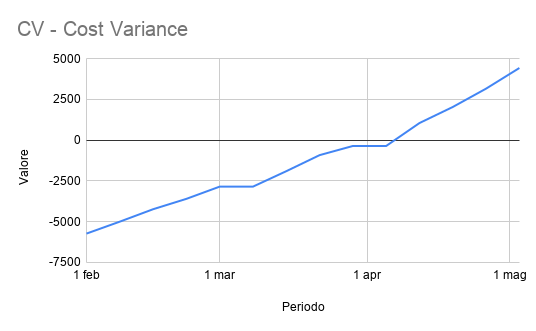 CV - Cost Variance
5000
2500
0
-2500
-5000
-7500
Valore
1 feb
1 mar
1 apr
1 mag
Periodo